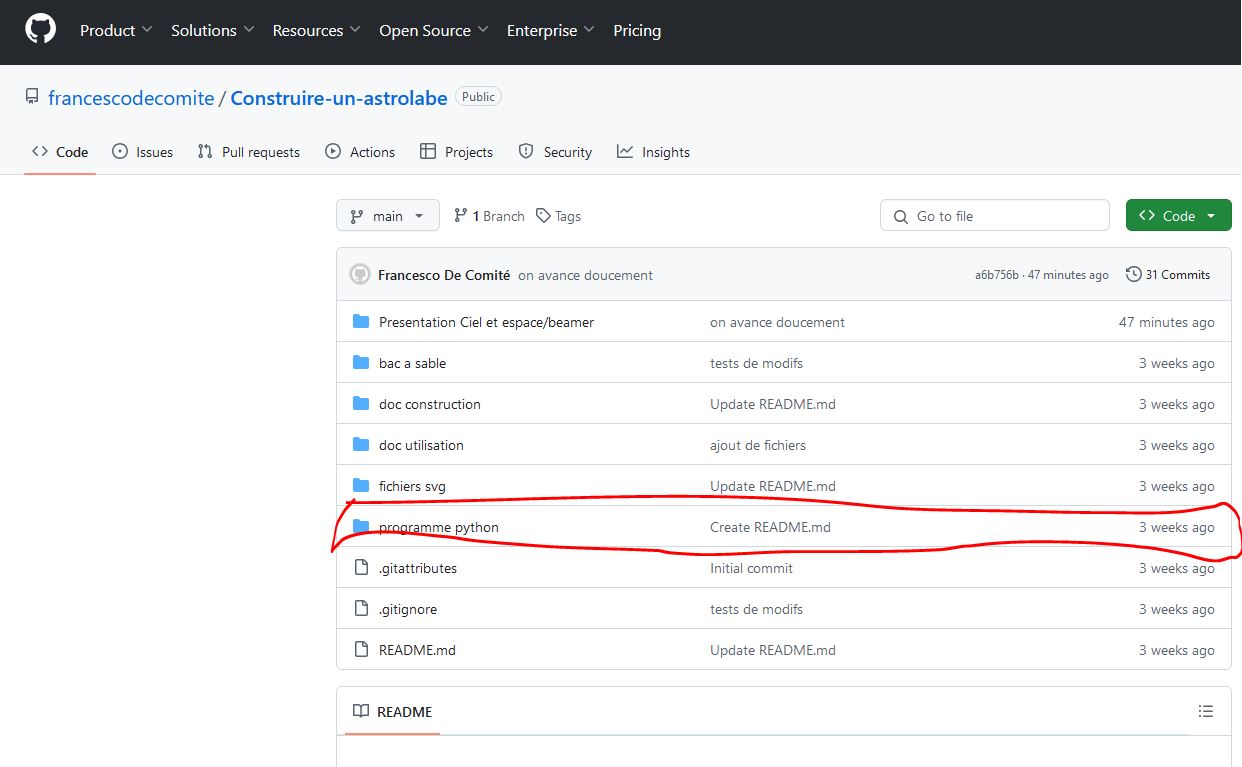 Product Solutions Resources Open Source Enterprise Pricing
francescodecomite / Construire-un-astrolabe Public
Code Issues Pull requests Actions Projects Security Insights
main 1 Branch Tags Go to file Code
Francesco De Comité on avance doucement a6b756b · 47 minutes ago 31 Commits
Presentation Ciel et espace/beamer on avance doucement 47 minutes ago
bac a sable tests de modifs 3 weeks ago
doc construction Update README.md 3 weeks ago
doc utilisation ajout de fichiers 3 weeks ago
fichiers svg Update README.md 3 weeks ago
programme python Create README.md 3 weeks ago
.gitattributes Initial commit 3 weeks ago
.gitignore tests de modifs 3 weeks ago
README.md Update README.md 3 weeks ago
README